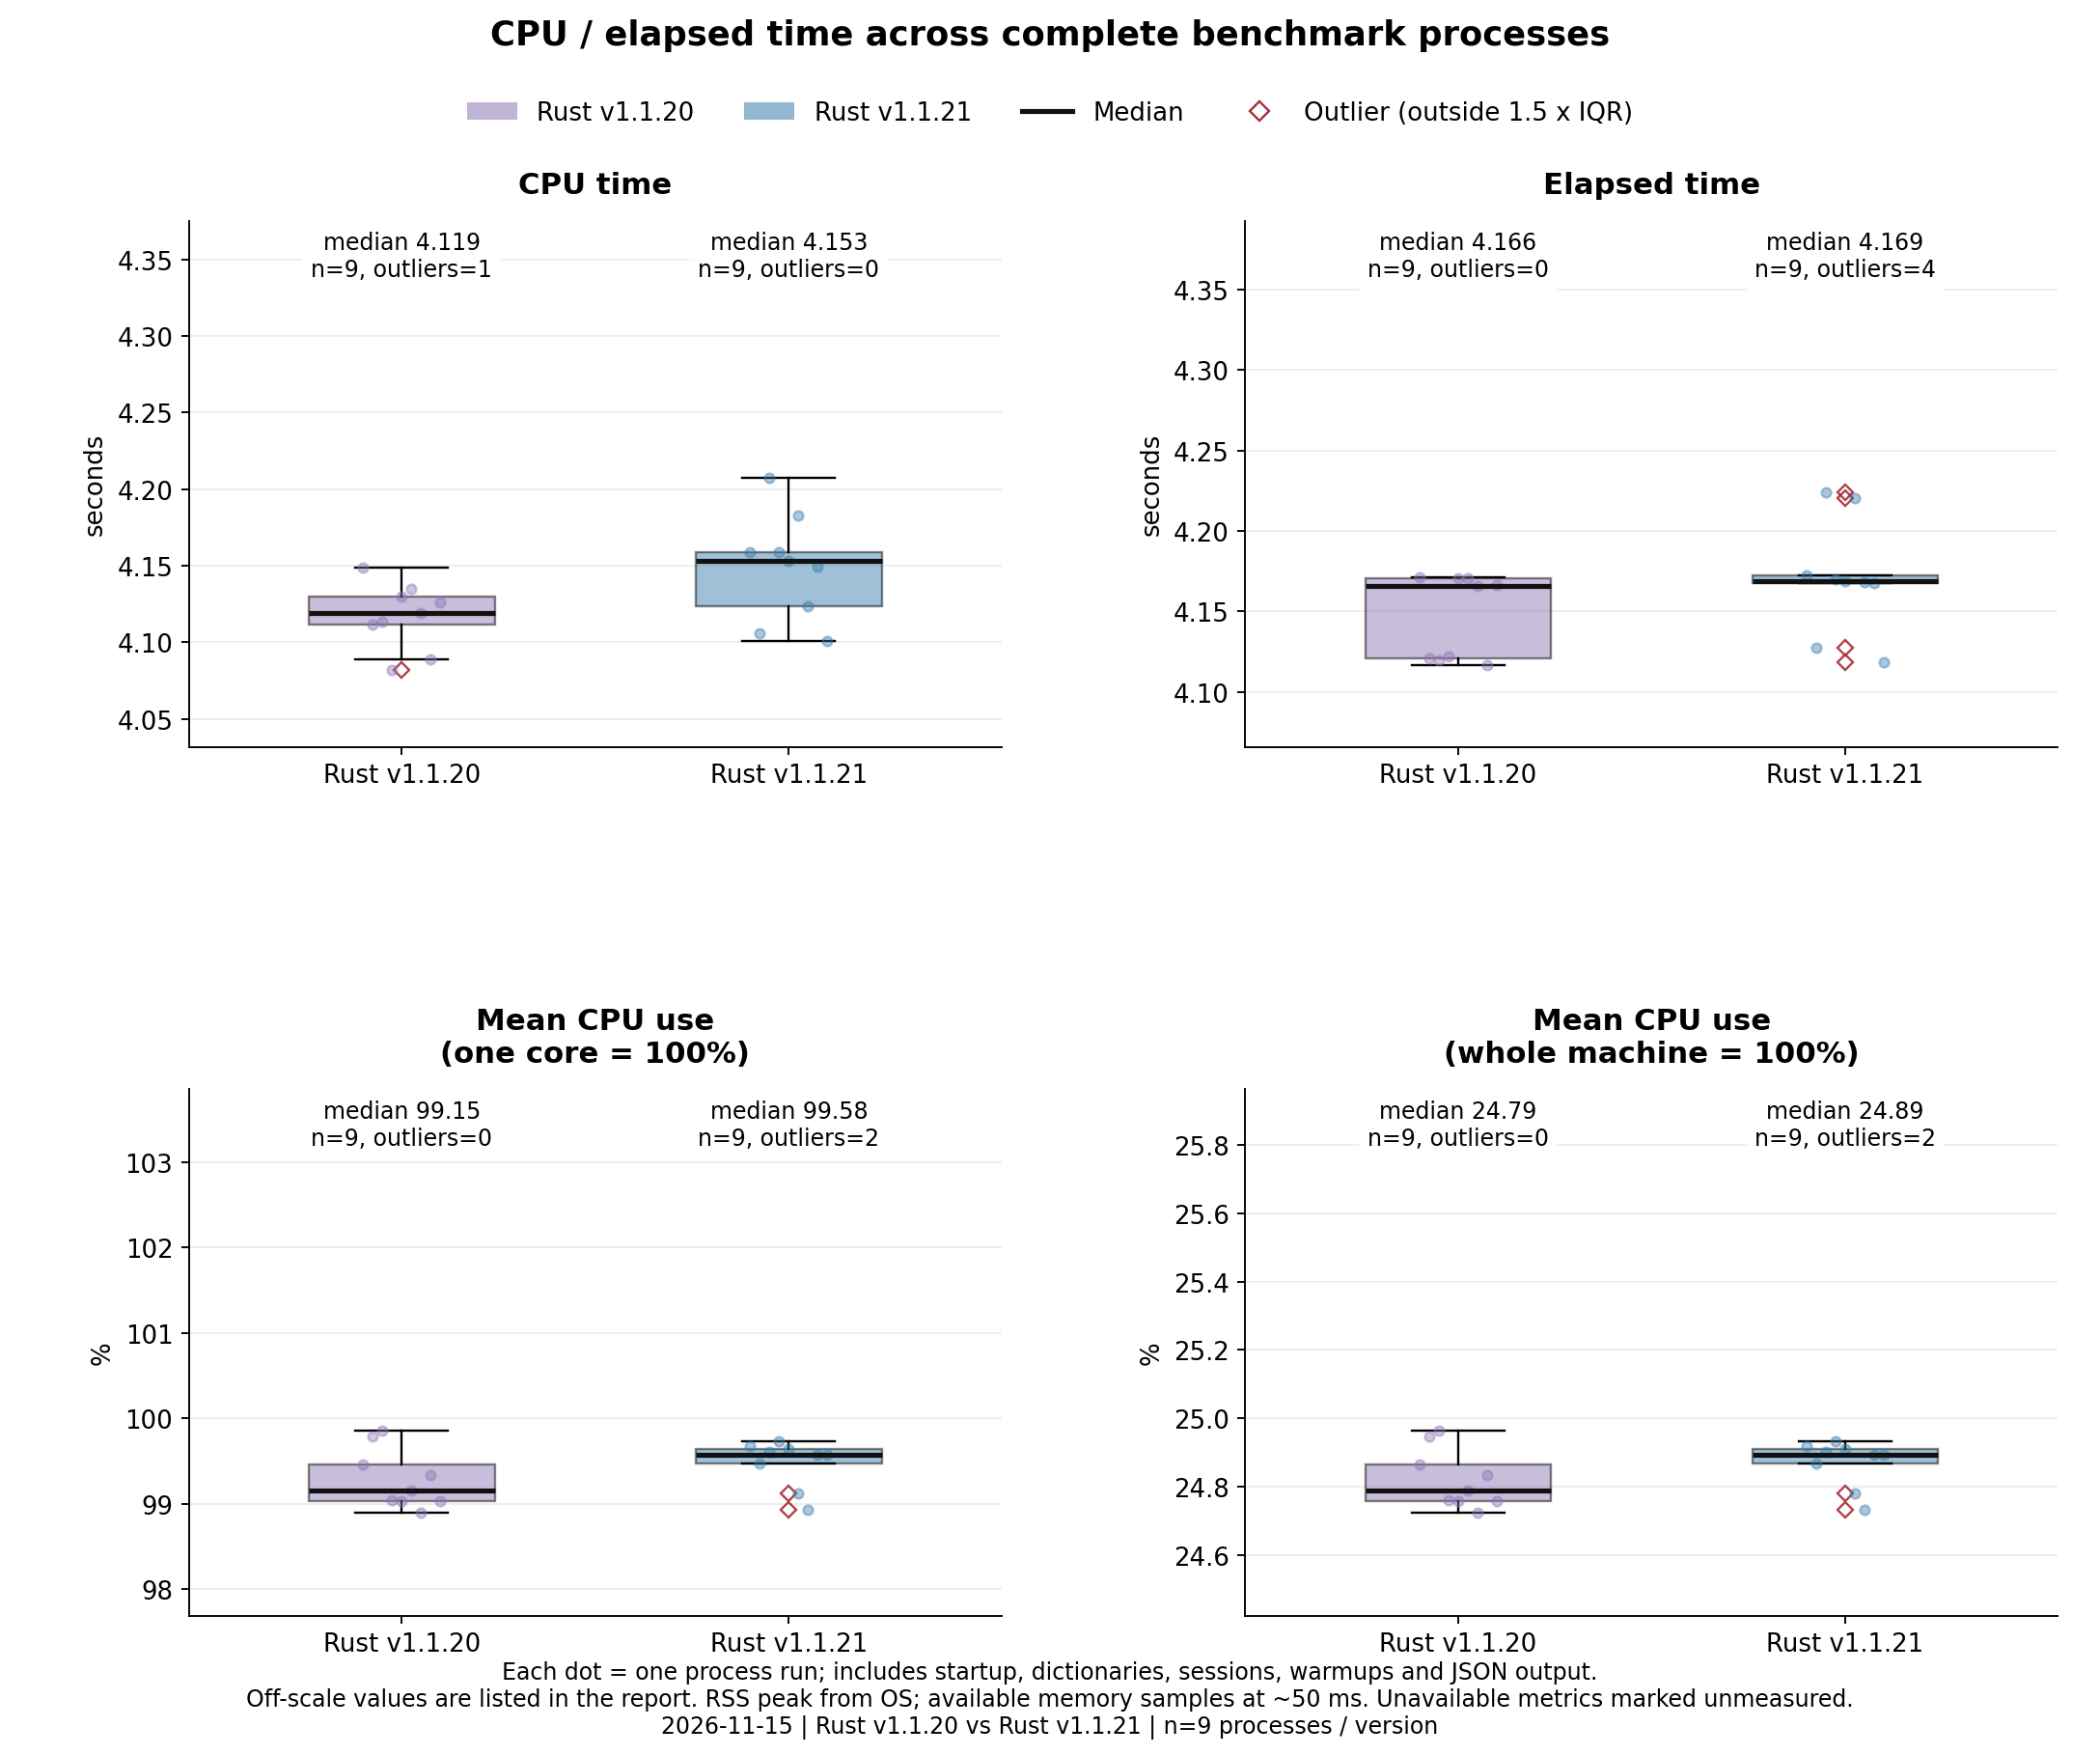 CPU / elapsed time across complete benchmark processes
Rust v1.1.20
Rust v1.1.21
Median
Outlier (outside 1.5 x IQR)
CPU time
median 4.119
n=9, outliers=1
median 4.153
n=9, outliers=0
4.35
4.30
4.25
4.20
4.15
4.10
4.05
seconds
Rust v1.1.20
Rust v1.1.21
Elapsed time
median 4.166
n=9, outliers=0
median 4.169
n=9, outliers=4
4.35
4.30
4.25
4.20
4.15
4.10
seconds
Rust v1.1.20
Rust v1.1.21
Mean CPU use
(one core = 100%)
median 99.15
n=9, outliers=0
median 99.58
n=9, outliers=2
103
102
101
100
99
98
%
Rust v1.1.20
Rust v1.1.21
Mean CPU use
(whole machine = 100%)
median 24.79
n=9, outliers=0
median 24.89
n=9, outliers=2
25.8
25.6
25.4
25.2
25.0
24.8
24.6
%
Rust v1.1.20
Rust v1.1.21
Each dot = one process run; includes startup, dictionaries, sessions, warmups and JSON output.
Off-scale values are listed in the report. RSS peak from OS; available memory samples at ~50 ms. Unavailable metrics marked unmeasured.
2026-11-15 | Rust v1.1.20 vs Rust v1.1.21 | n=9 processes / version